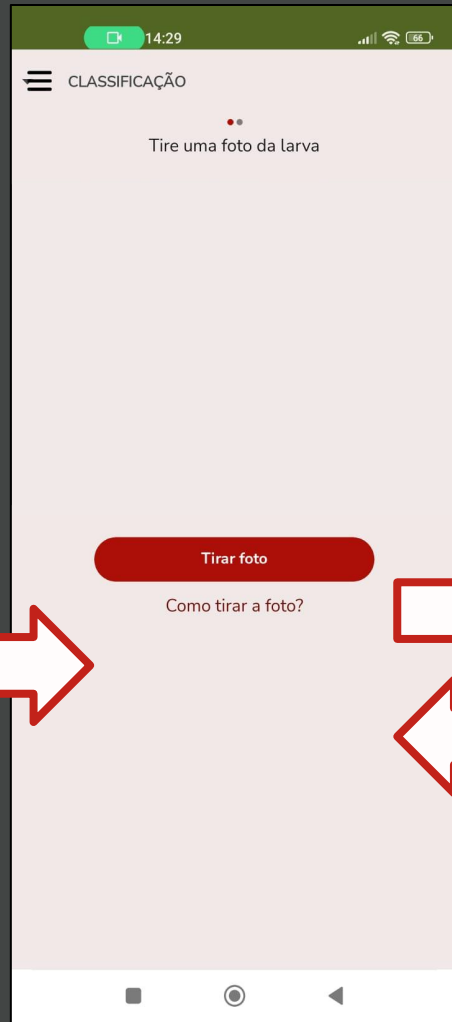 14:29
66
CLASSIFICAÇÃO
Tire uma foto da larva
Tirar foto
Como tirar a foto?